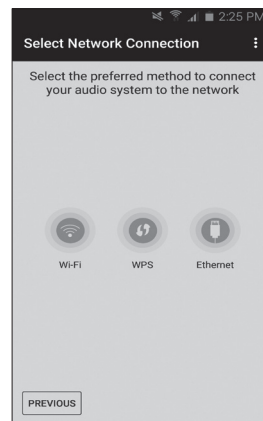 2:25 PM
Select Network Connection
Select the preferred method to connect
your audio system to the network
Wi-Fi WPS Ethernet
PREVIOUS